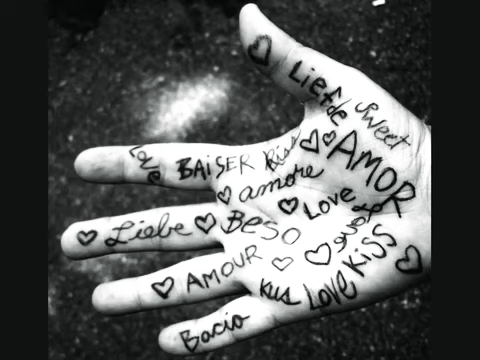 Liefde
Sweet
AMOR
Love
BAiSER
Kiss
amore
Love
Love
Liebe
Beso
KiSS
AMOUR
kus
LOVE
Bacio